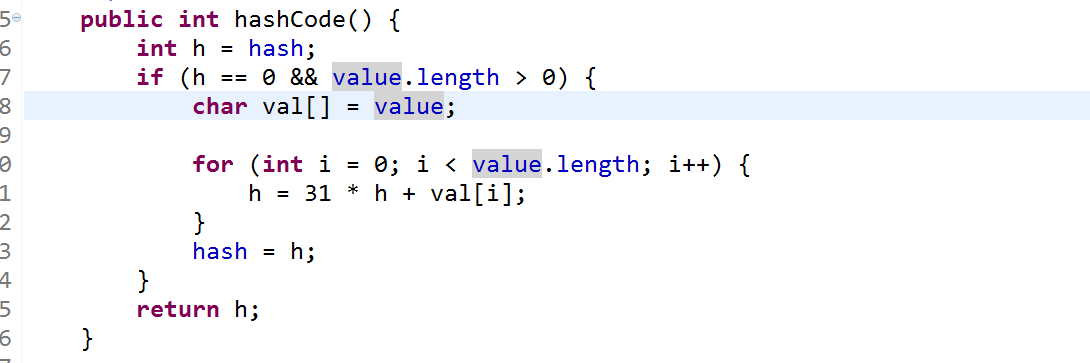 5 public int hashCode() {
6 int h = hash;
7 if (h == 0 && value.length > 0) {
8 char val[] = value;
9
0 for (int i = 0; i < value.length; i++) {
1 h = 31 * h + val[i];
2 }
3 hash = h;
4 }
5 return h;
6 }